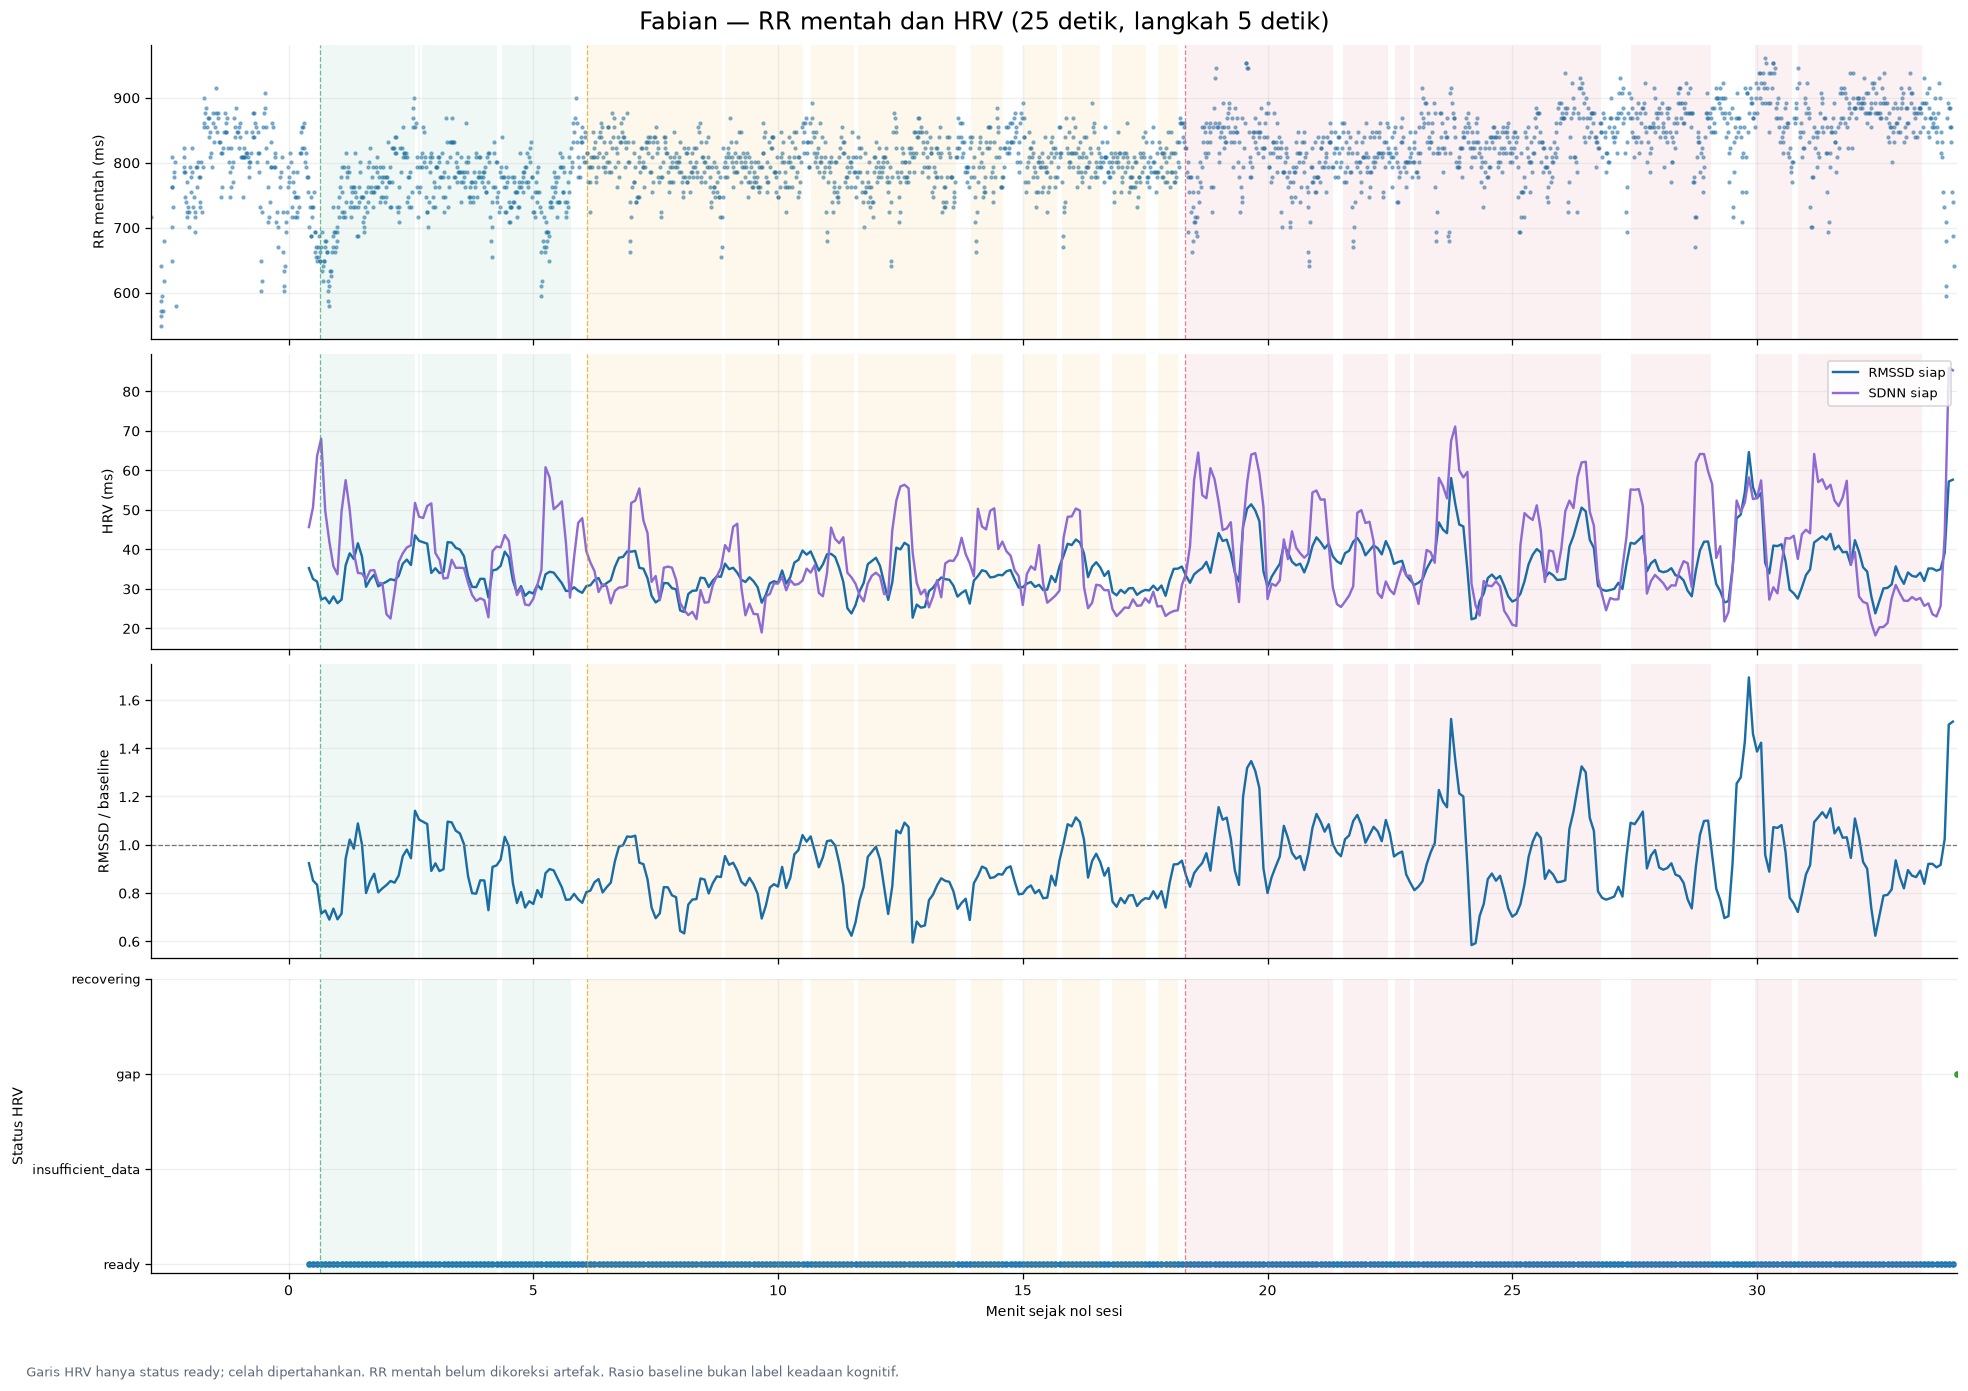 Fabian — RR mentah dan HRV (25 detik, langkah 5 detik)
RR mentah (ms)
900
800
700
600
HRV (ms)
80
70
60
50
40
30
20
RMSSD siap
SDNN siap
RMSSD / baseline
1.6
1.4
1.2
1.0
0.8
0.6
Status HRV
recovering
gap
insufficient_data
ready
0 5 10 15 20 25 30
Menit sejak nol sesi
Garis HRV hanya status ready; celah dipertahankan. RR mentah belum dikoreksi artefak. Rasio baseline bukan label keadaan kognitif.